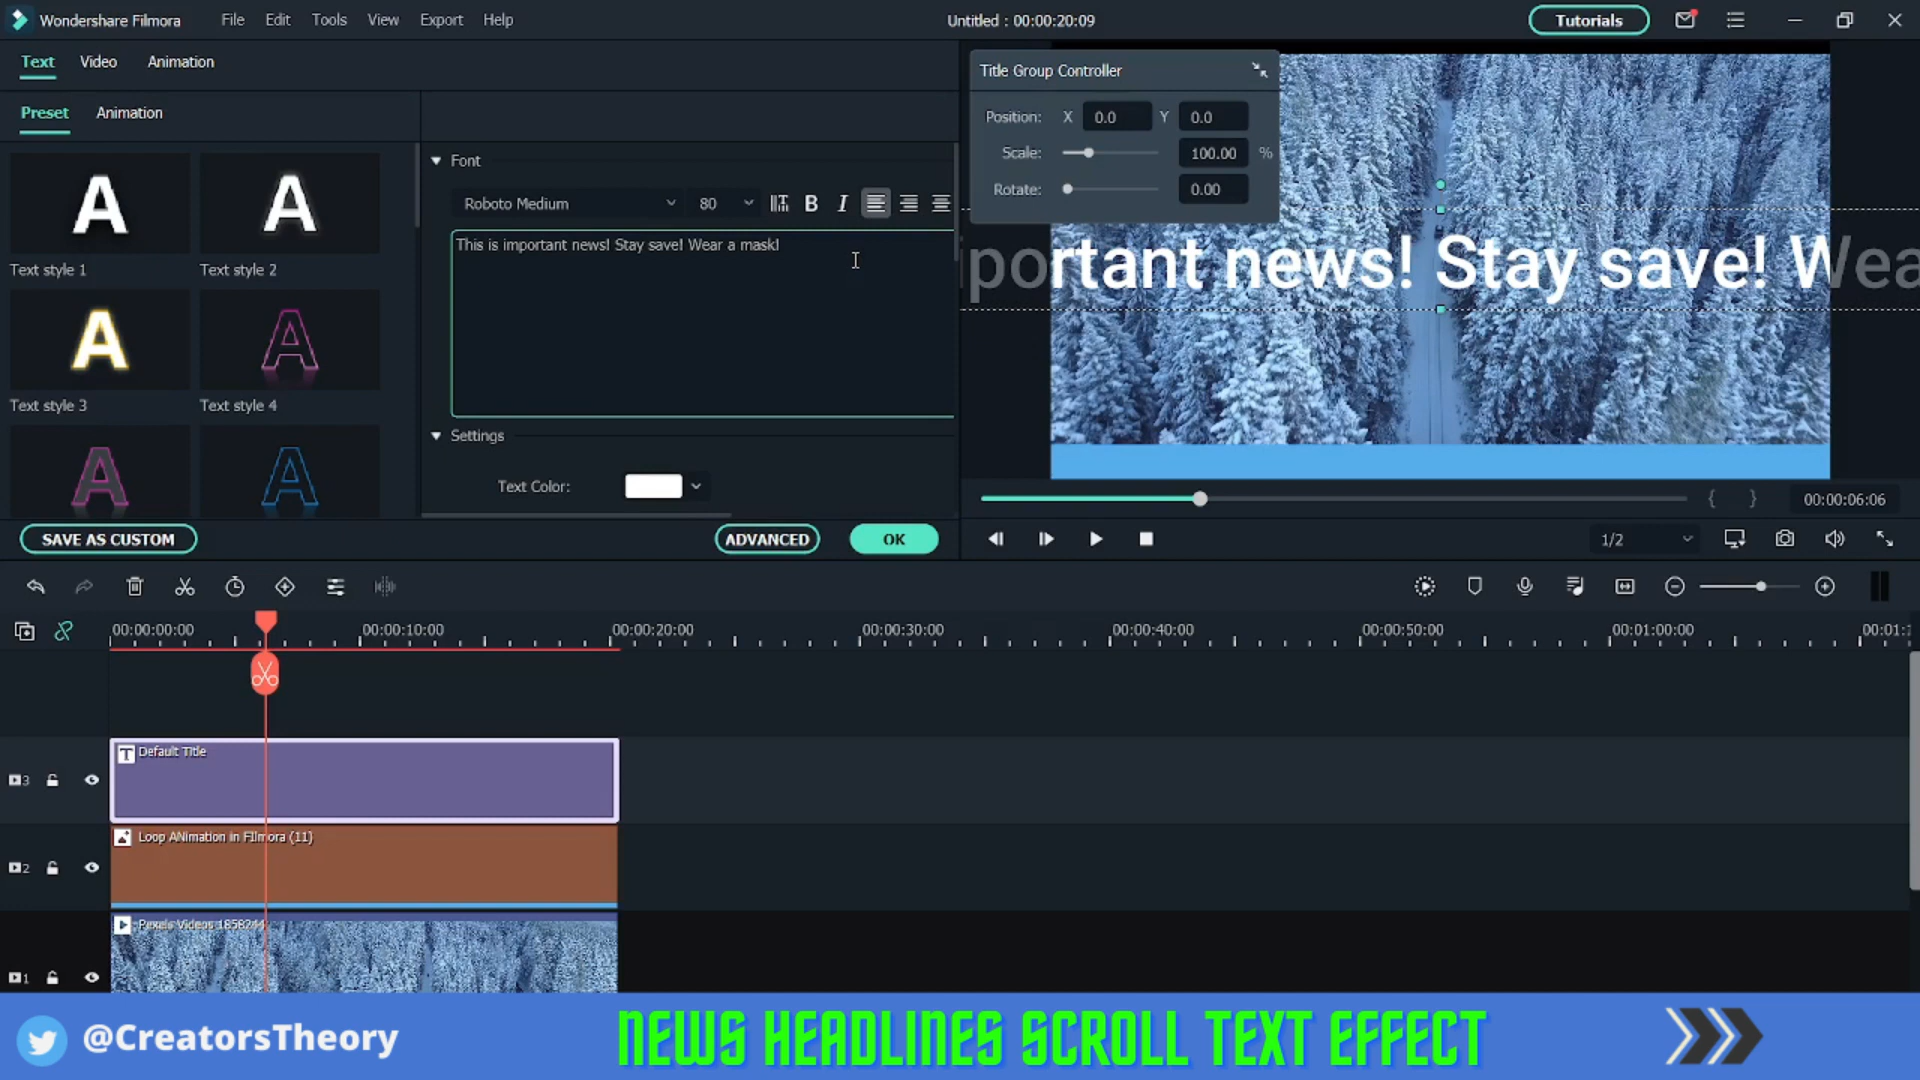 Wondershare Filmora File Edit Tools View Export Help Untitled : 00:00:20:09 Tutorials
Text Video Animation
Title Group Controller
Preset Animation
Position: X 0.0 Y 0.0
Font
Scale: 100.00 %
Rotate: 0.00
Roboto Medium 80 B I
A A
This is important news! Stay save! Wear a mask!
portant news! Stay save! Wea
Text style 1 Text style 2
A A
Text style 3 Text style 4
Settings
A A
Text Color:
{ } 00:00:06:06
SAVE AS CUSTOM ADVANCED OK
1/2
00:00:00:00 00:00:10:00 00:00:20:00 00:00:30:00 00:00:40:00 00:00:50:00 00:01:00:00 00:01:1
T Default Title
3
Loop ANimation in FIlmora (11)
2
Pexels Videos 1858244
1
@CreatorsTheory NEWS HEADLINES SCROLL TEXT EFFECT